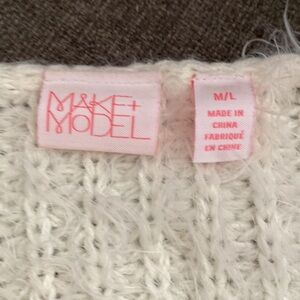 MAKE+
MODEL
M/L
MADE IN
CHINA
FABRIQUÉ
EN CHINE